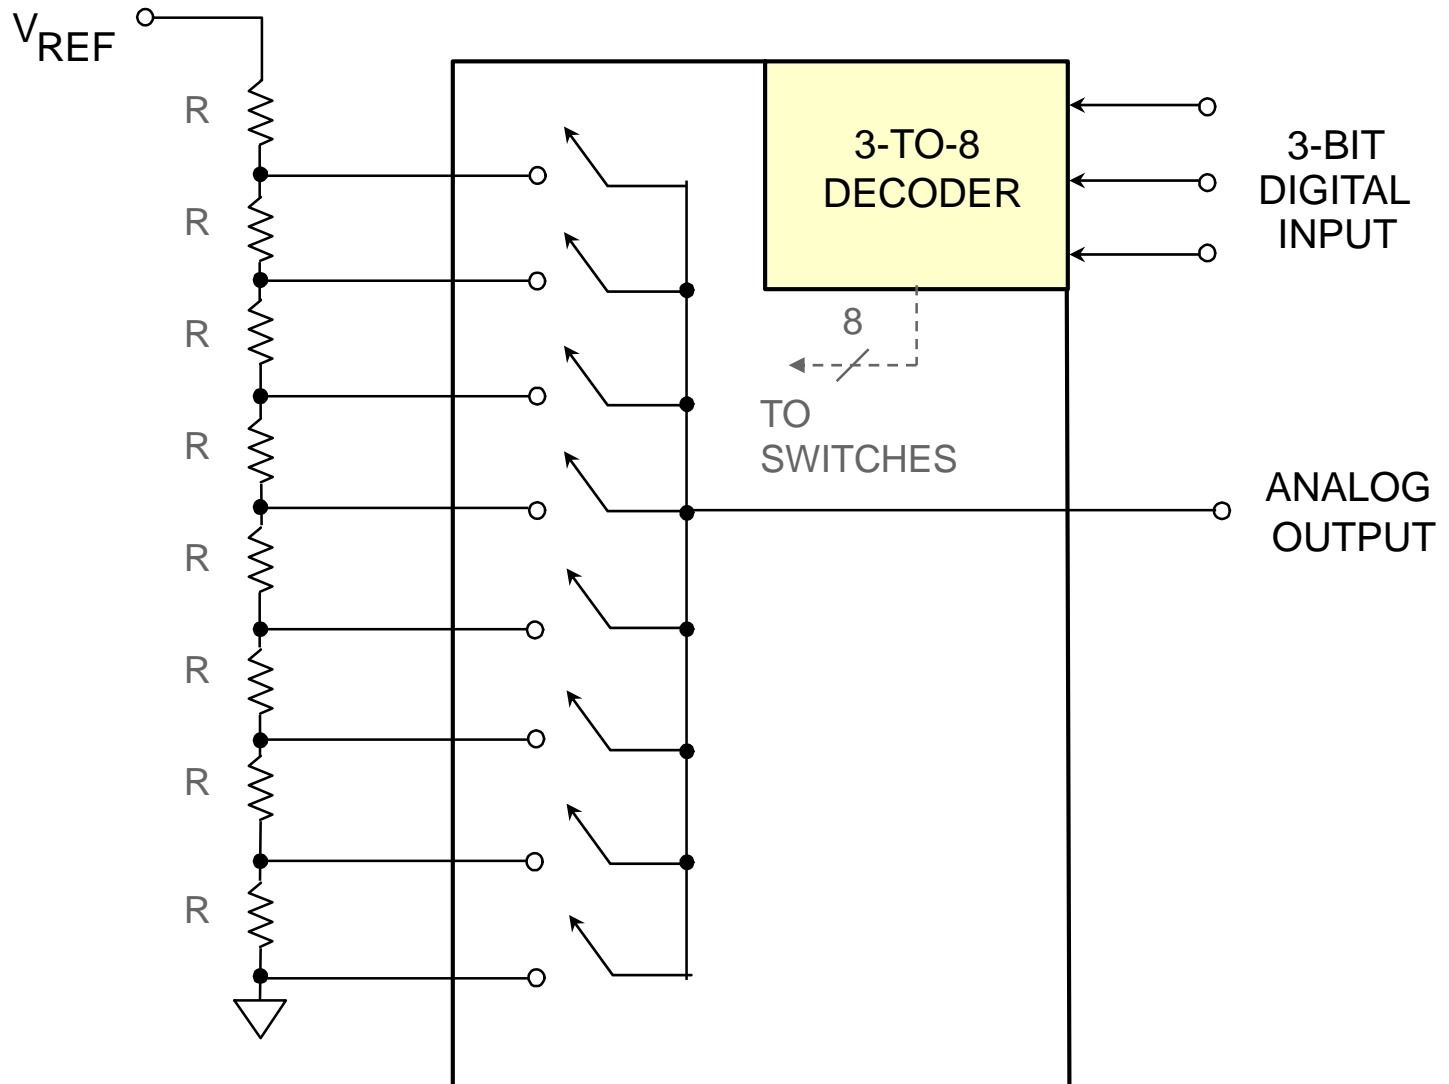 VREF
R
R
R
R
R
R
R
R
3-TO-8
DECODER
8
TO
SWITCHES
3-BIT
DIGITAL
INPUT
ANALOG
OUTPUT